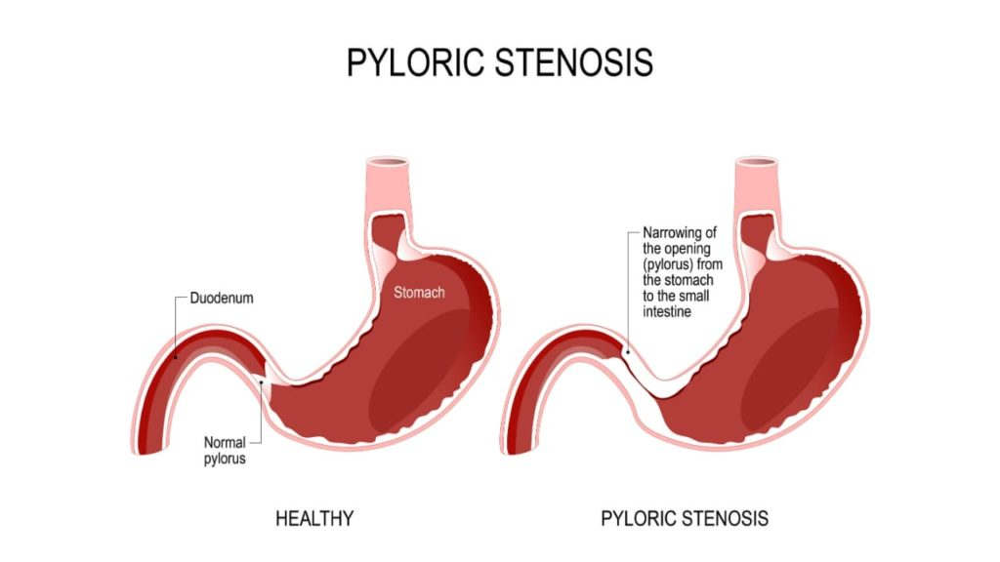 PYLORIC STENOSIS
Duodenum
Stomach
Normal
pylorus
HEALTHY
Narrowing of
the opening
(pylorus) from
the stomach
to the small
intestine
PYLORIC STENOSIS